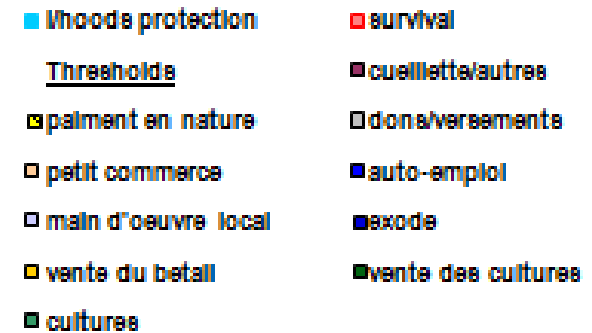 l/hoods protection survival
Thresholds cueillette/autres
paiment en nature dons/versements
petit commerce auto-emploi
main d'oeuvre local exode
vente du betail vente des cultures
cultures